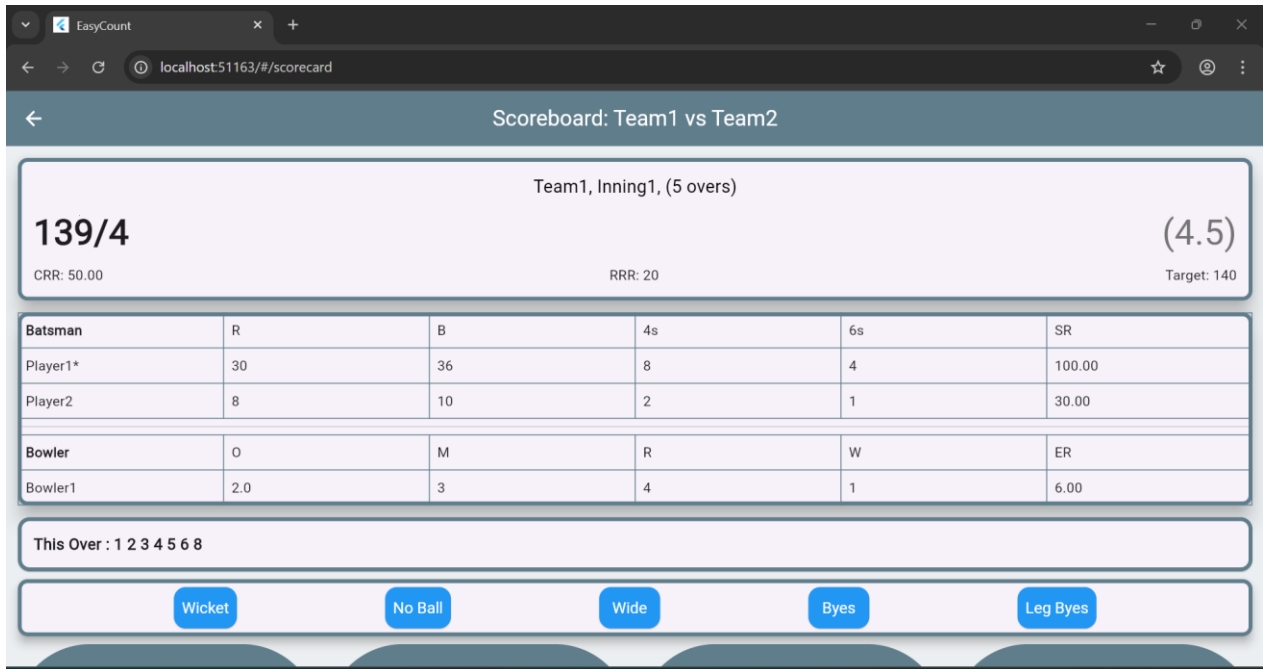 EasyCount
localhost:51163/#/scorecard
Scoreboard: Team1 vs Team2
Team1, Inning1, (5 overs)
139/4 (4.5)
CRR: 50.00 RRR: 20 Target: 140
Batsman R B 4s 6s SR
Player1* 30 36 8 4 100.00
Player2 8 10 2 1 30.00
Bowler O M R W ER
Bowler1 2.0 3 4 1 6.00
This Over : 1 2 3 4 5 6 8
Wicket No Ball Wide Byes Leg Byes